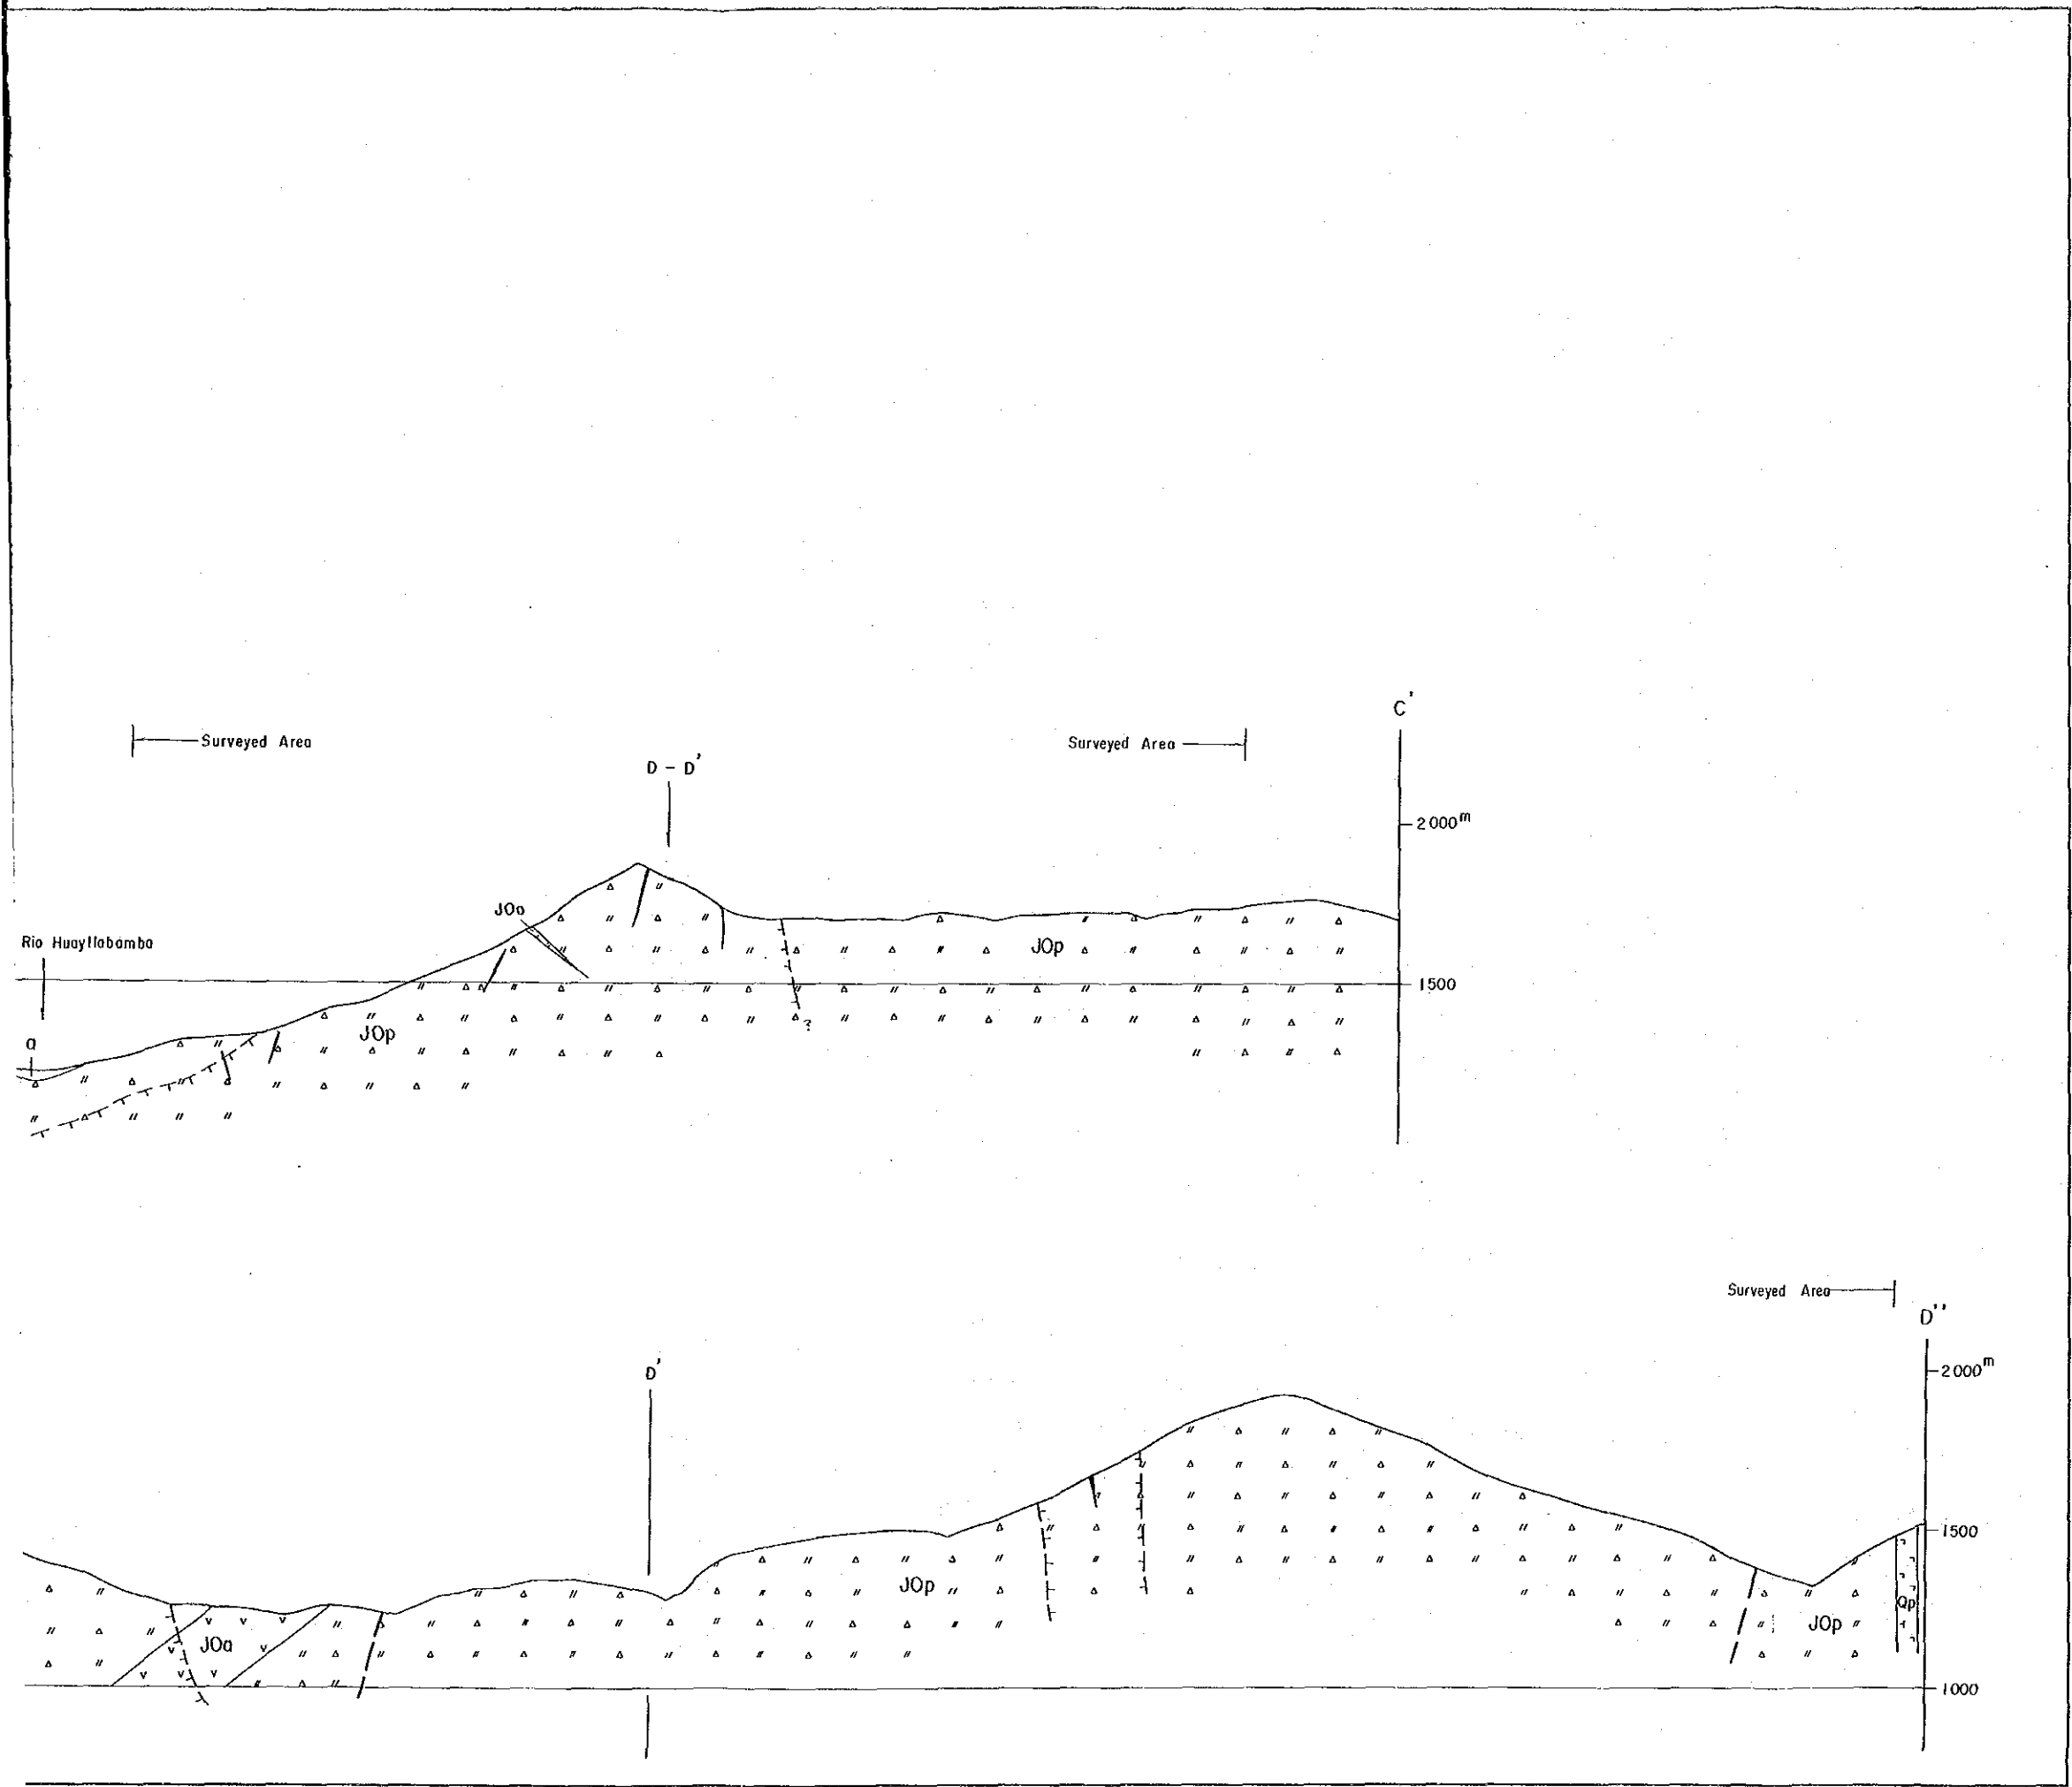 C'
Surveyed Area
Surveyed Area
D - D'
2000m
JOa
Rio Huayllabamba
JOp
1500
a
JOp
?
Surveyed Area
D''
D'
2000m
1500
JOp
Qp
JOa
JOp
1000